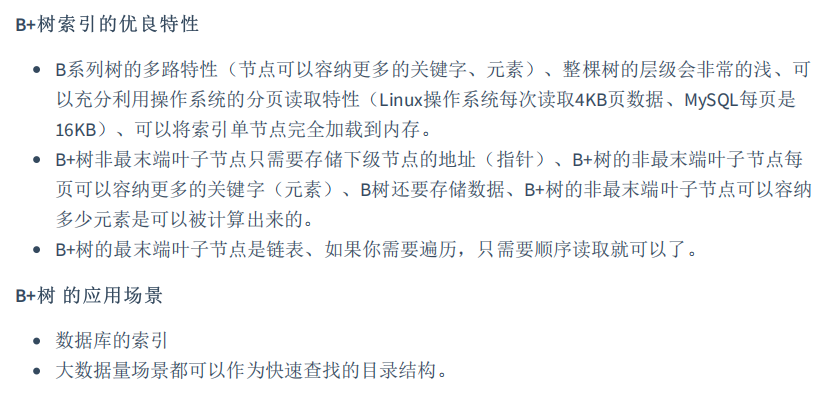 B+树索引的优良特性
B系列树的多路特性（节点可以容纳更多的关键字、元素）、整棵树的层级会非常的浅、可
以充分利用操作系统的分页读取特性（Linux操作系统每次读取4KB页数据、MySQL每页是
16KB）、可以将索引单节点完全加载到内存。
B+树非最末端叶子节点只需要存储下级节点的地址（指针）、B+树的非最末端叶子节点每
页可以容纳更多的关键字（元素）、B树还要存储数据、B+树的非最末端叶子节点可以容纳
多少元素是可以被计算出来的。
B+树的最末端叶子节点是链表、如果你需要遍历，只需要顺序读取就可以了。
B+树 的应用场景
数据库的索引
大数据量场景都可以作为快速查找的目录结构。